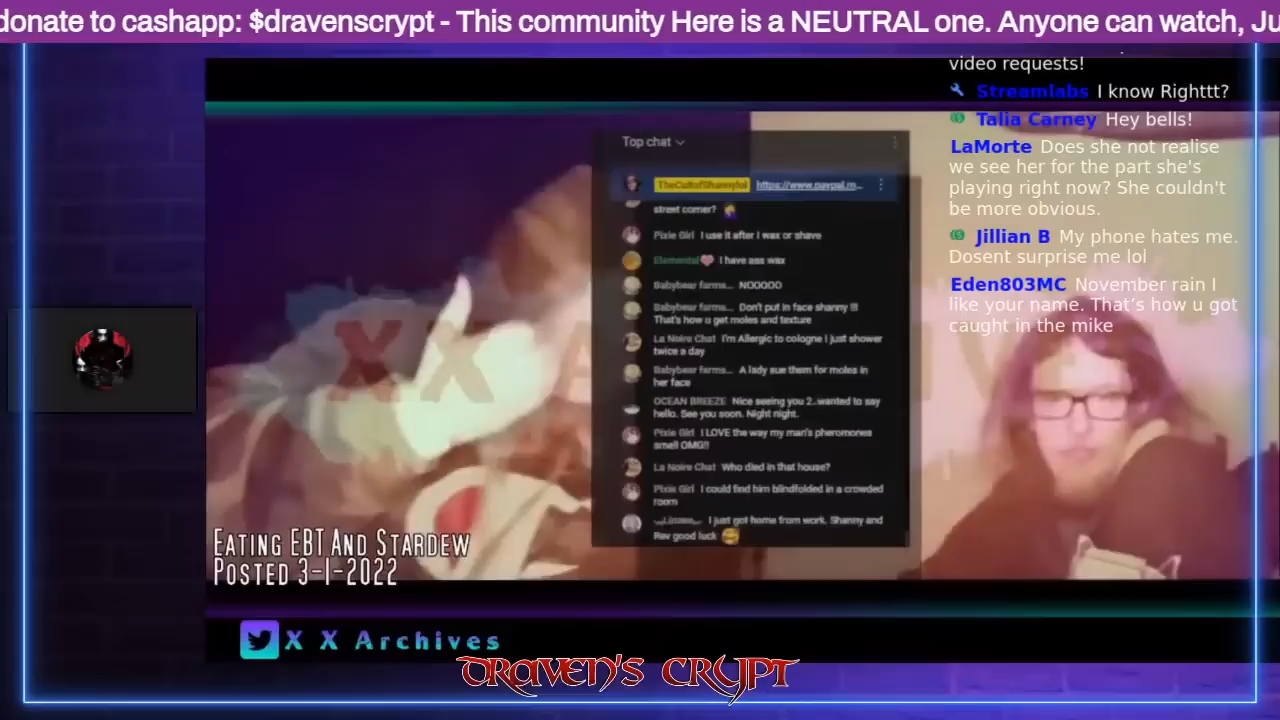 donate to cashapp: $dravenscrypt - This community Here is a NEUTRAL one. Anyone can watch, Ju
video requests!
Streamlabs I know Righttt?
Talia Carney Hey bells!
LaMorte Does she not realise
we see her for the part she's
playing right now? She couldn't
be more obvious.
Jillian B My phone hates me.
Dosent surprise me lol
Eden803MC November rain I
like your name. That's how u got
caught in the mike
Top chat
TheCultofShannylol https://www.paypal.m...
street corner?
Pixie Girl I use it after I wax or shave
Elemental I have ass wax
Babybear farms... NOOOOO
Babybear farms... Don't put in face shanny !!!
That's how u get moles and texture
La Noire Chat I'm Allergic to cologne I just shower
twice a day
Babybear farms... A lady sue them for moles in
her face
OCEAN BREEZE Nice seeing you 2..wanted to say
hello. See you soon. Night night.
Pixie Girl I LOVE the way my man's pheromones
smell OMG!!
La Noire Chat Who died in that house?
Pixie Girl I could find him blindfolded in a crowded
room
I just got home from work. Shanny and
Rev good luck
XX A
Eating EBT And Stardew
Posted 3-1-2022
X X Archives
Draven's Crypt